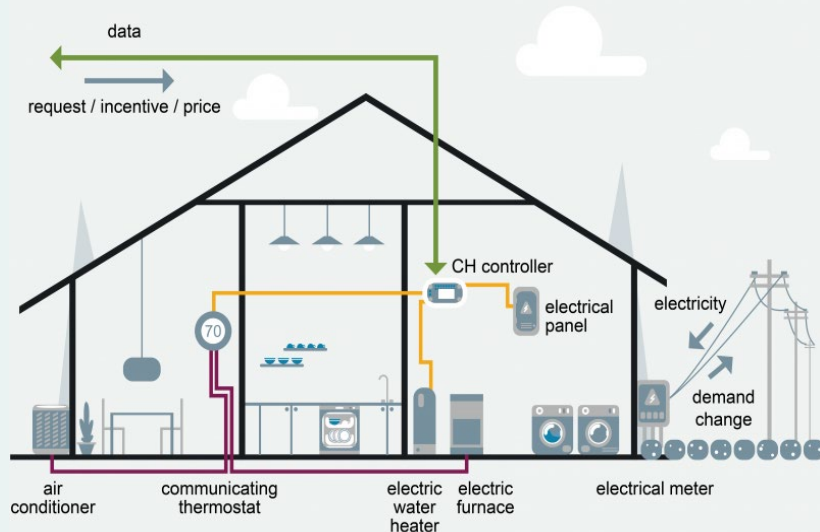 data
request / incentive / price
CH controller
electrical
panel
electricity
70
demand
change
air
conditioner
communicating
thermostat
electric
water
heater
electric
furnace
electrical meter